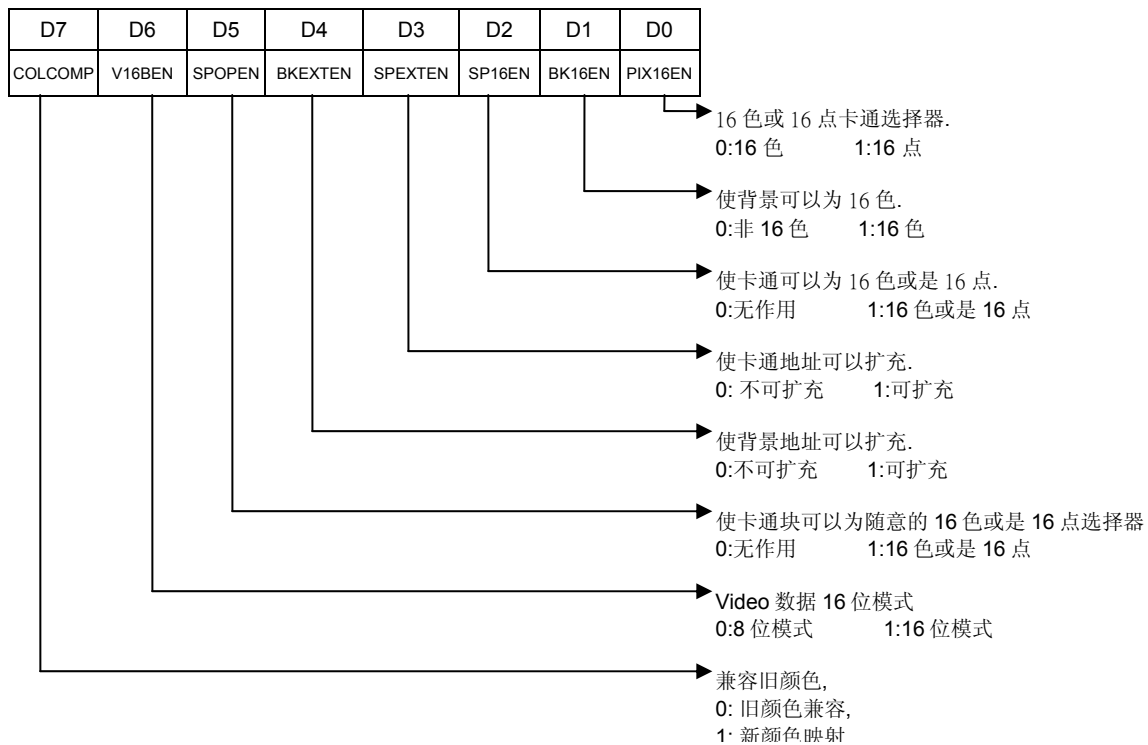 D7 D6 D5 D4 D3 D2 D1 D0
COLCOMP V16BEN SPOPEN BKEXTEN SPEXTEN SP16EN BK16EN PIX16EN
16 色或 16 点卡通选择器.
0:16 色 1:16 点
使背景可以为 16 色.
0:非 16 色 1:16 色
使卡通可以为 16 色或是 16 点.
0:无作用 1:16 色或是 16 点
使卡通地址可以扩充.
0: 不可扩充 1:可扩充
使背景地址可以扩充.
0:不可扩充 1:可扩充
使卡通块可以为随意的 16 色或是 16 点选择器
0:无作用 1:16 色或是 16 点
Video 数据 16 位模式
0:8 位模式 1:16 位模式
兼容旧颜色,
0: 旧颜色兼容,
1: 新颜色映射